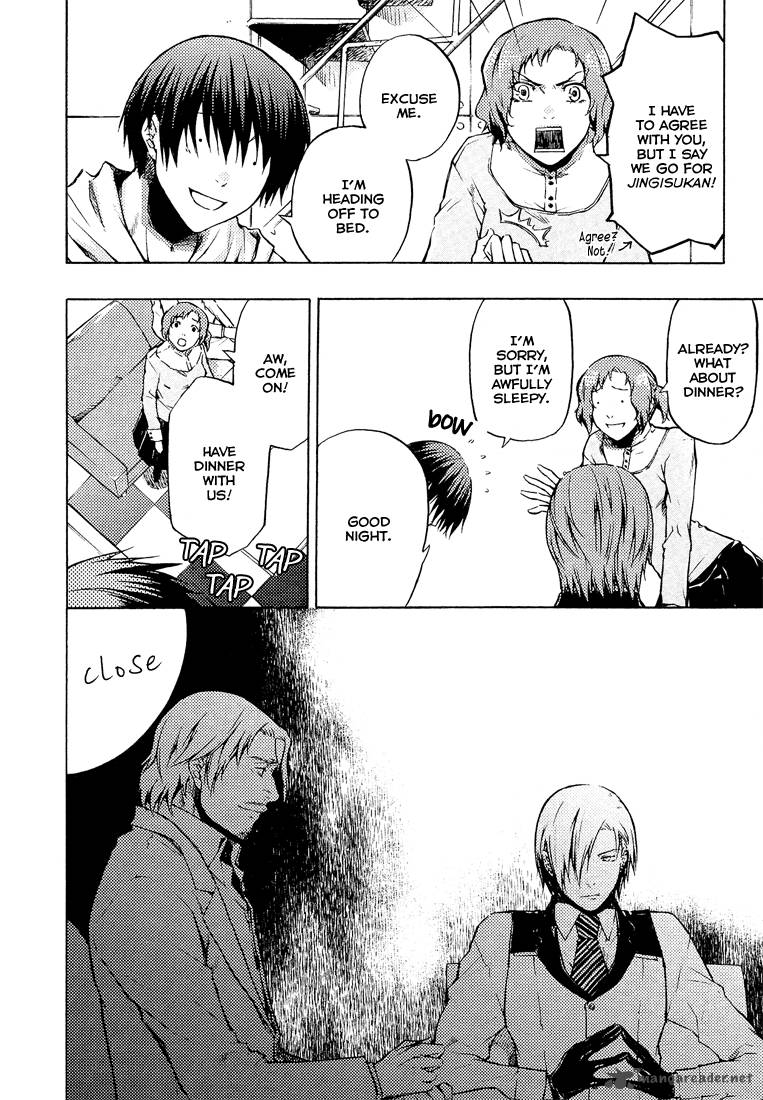 I HAVE
TO AGREE
WITH YOU,
BUT I SAY
WE GO FOR
JINGISUKAN!
Agree?
Not!!
EXCUSE
ME.
I'M
HEADING
OFF TO
BED.
ALREADY?
WHAT
ABOUT
DINNER?
I'M
SORRY,
BUT I'M
AWFULLY
SLEEPY.
bow
GOOD
NIGHT.
AW,
COME
ON!
HAVE
DINNER
WITH
US!
TAP
TAP
TAP
close
mangareader.net